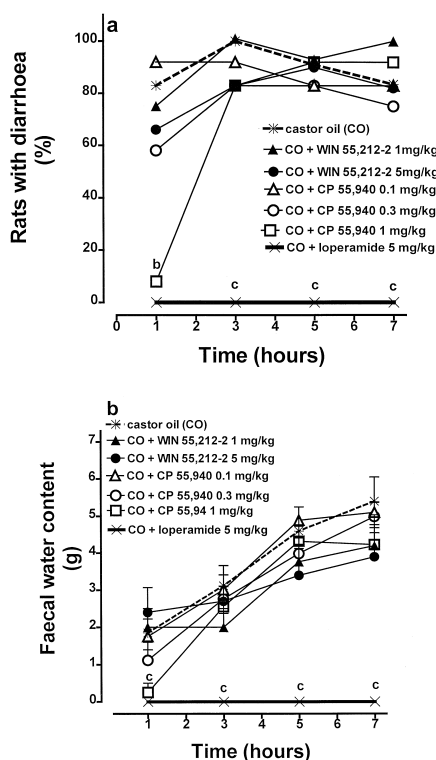 a
100
80
60
40
20
0
Rats with diarrhoea
(%)
castor oil (CO)
CO + WIN 55,212-2 1mg/kg
CO + WIN 55,212-2 5mg/kg
CO + CP 55,940 0.1 mg/kg
CO + CP 55,940 0.3 mg/kg
CO + CP 55,940 1 mg/kg
CO + loperamide 5 mg/kg
b
c c c
0 1 2 3 4 5 6 7
Time (hours)
b
castor oil (CO)
CO + WIN 55,212-2 1 mg/kg
CO + WIN 55,212-2 5 mg/kg
CO + CP 55,940 0.1 mg/kg
CO + CP 55,940 0.3 mg/kg
CO + CP 55,94 1 mg/kg
CO + loperamide 5 mg/kg
7
6
5
4
3
2
1
0
Faecal water content
(g)
c c c c
1 2 3 4 5 6 7
Time (hours)